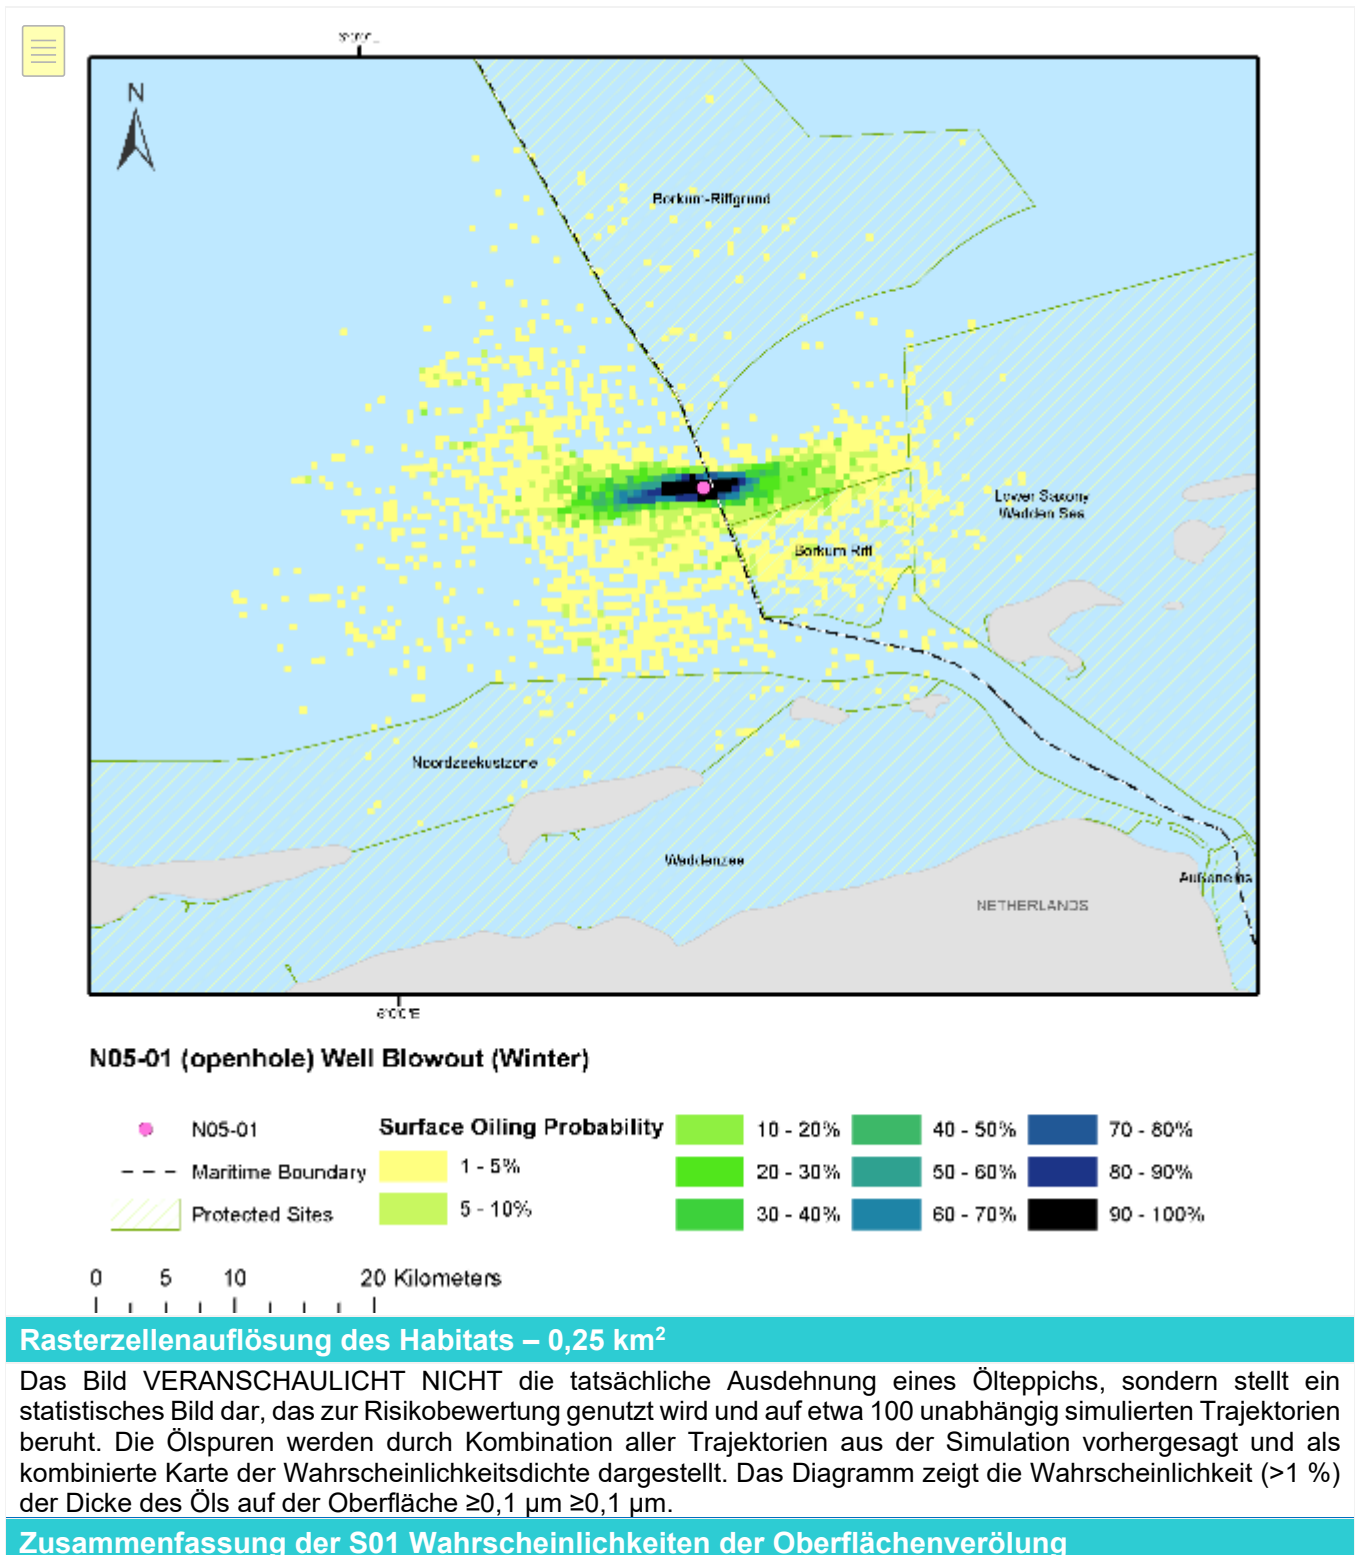 N
Borkum-Riffgrund
Lower Saxony
Wadden Sea
Borkum Riff
Noordzeekustzone
Waddenzee
Außenems
NETHERLANDS
6°0'0"E
N05-01 (openhole) Well Blowout (Winter)
N05-01
Maritime Boundary
Protected Sites
Surface Oiling Probability
1 - 5%
5 - 10%
10 - 20%
20 - 30%
30 - 40%
40 - 50%
50 - 60%
60 - 70%
70 - 80%
80 - 90%
90 - 100%
0 5 10 20 Kilometers
Rasterzellenauflösung des Habitats – 0,25 km²
Das Bild VERANSCHAULICHT NICHT die tatsächliche Ausdehnung eines Ölteppichs, sondern stellt ein
statistisches Bild dar, das zur Risikobewertung genutzt wird und auf etwa 100 unabhängig simulierten Trajektorien
beruht. Die Ölspuren werden durch Kombination aller Trajektorien aus der Simulation vorhergesagt und als
kombinierte Karte der Wahrscheinlichkeitsdichte dargestellt. Das Diagramm zeigt die Wahrscheinlichkeit (>1 %)
der Dicke des Öls auf der Oberfläche ≥0,1 μm ≥0,1 μm.
Zusammenfassung der S01 Wahrscheinlichkeiten der Oberflächenverölung